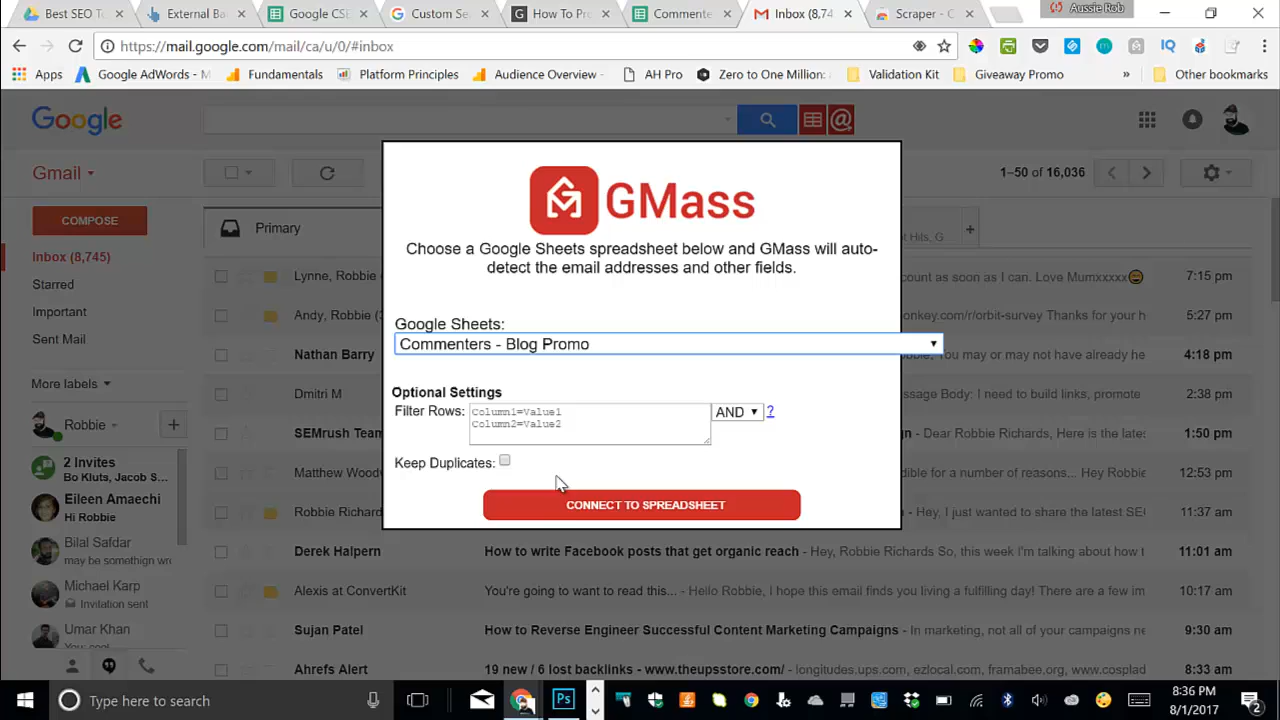 Best SEO To
External Ba
Google CSE
Custom Se
How To Pro
Commente
Inbox (8,74
Scraper - C
Aussie Rob
https://mail.google.com/mail/ca/u/0/#inbox
Apps
Google AdWords - M
Fundamentals
Platform Principles
Audience Overview -
AH Pro
Zero to One Million:
Validation Kit
Giveaway Promo
»
Other bookmarks
Google
Gmail
1–50 of 16,036
COMPOSE
Primary
ot Hils, G
+
Inbox (8,745)
Starred
Important
Sent Mail
More labels
Robbie
+
2 Invites
Bo Kluts, Jacob S...
Eileen Amaechi
Hi Robbie
Bilal Safdar
may be somethign wro
Michael Karp
Invitation sent
Umar Khan
GMass
Choose a Google Sheets spreadsheet below and GMass will auto-
detect the email addresses and other fields.
Google Sheets:
Commenters - Blog Promo
Optional Settings
Filter Rows:
Column1=Value1
Column2=Value2
AND
?
Keep Duplicates:
CONNECT TO SPREADSHEET
Lynne, Robbie
count as soon as I can. Love Mumxxxxx
7:15 pm
Andy, Robbie (
nkey.com/r/orbit-survey Thanks for your h
5:27 pm
Nathan Barry
You may or may not have already he
4:18 pm
Dmitri M
ssage Body: I need to build links, promote
2:38 pm
SEMrush Team
gn - Dear Robbie Richards, Here is the lates
1:50 pm
Matthew Wood
dible for a number of reasons... Hey, Robb
12:53 pm
Robbie Richard
n - Hey, I just wanted to share the latest SEO
11:37 am
Derek Halpern
How to write Facebook posts that get organic reach - Hey, Robbie Richards So, this week i'm talking about how t
11:01 am
Alexis at ConvertKit
You're going to want to read this... - Hello Robbie, I hope this email finds you living a fulfilling day! There are a few im
10:17 am
Sujan Patel
How to Reverse Engineer Successful Content Marketing Campaigns - In marketing, not all of your campaigns ne
9:30 am
Ahrefs Alert
19 new / 6 lost backlinks - www.theupsstore.com/ - longitudes.ups.com, ezlocal.com, framabee.org, www.cosplad
8:33 am
Type here to search
8:36 PM
8/1/2017